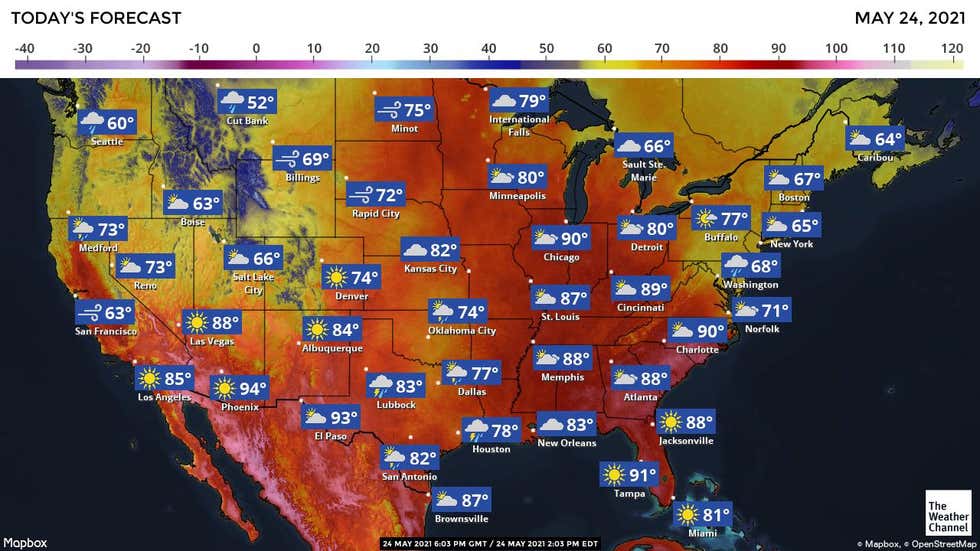 TODAY'S FORECAST
MAY 24, 2021
-40 -30 -20 -10 0 10 20 30 40 50 60 70 80 90 100 110 120
60°
Seattle
52°
Cut Bank
75°
Minot
79°
International
Falls
66°
Sault Ste.
Marie
64°
Caribou
69°
Billings
80°
Minneapolis
67°
Boston
63°
Boise
72°
Rapid City
73°
Medford
77°
Buffalo
65°
New York
80°
Detroit
90°
Chicago
82°
Kansas City
66°
Salt Lake
City
73°
Reno
74°
Denver
68°
Washington
89°
Cincinnati
87°
St. Louis
63°
San Francisco
88°
Las Vegas
84°
Albuquerque
74°
Oklahoma City
71°
Norfolk
90°
Charlotte
88°
Memphis
85°
Los Angeles
94°
Phoenix
83°
Lubbock
77°
Dallas
88°
Atlanta
93°
El Paso
78°
Houston
83°
New Orleans
88°
Jacksonville
82°
San Antonio
91°
Tampa
87°
Brownsville
81°
Miami
The
Weather
Channel
Mapbox
24 MAY 2021 6:03 PM GMT / 24 MAY 2021 2:03 PM EDT
© Mapbox, © OpenStreetMap